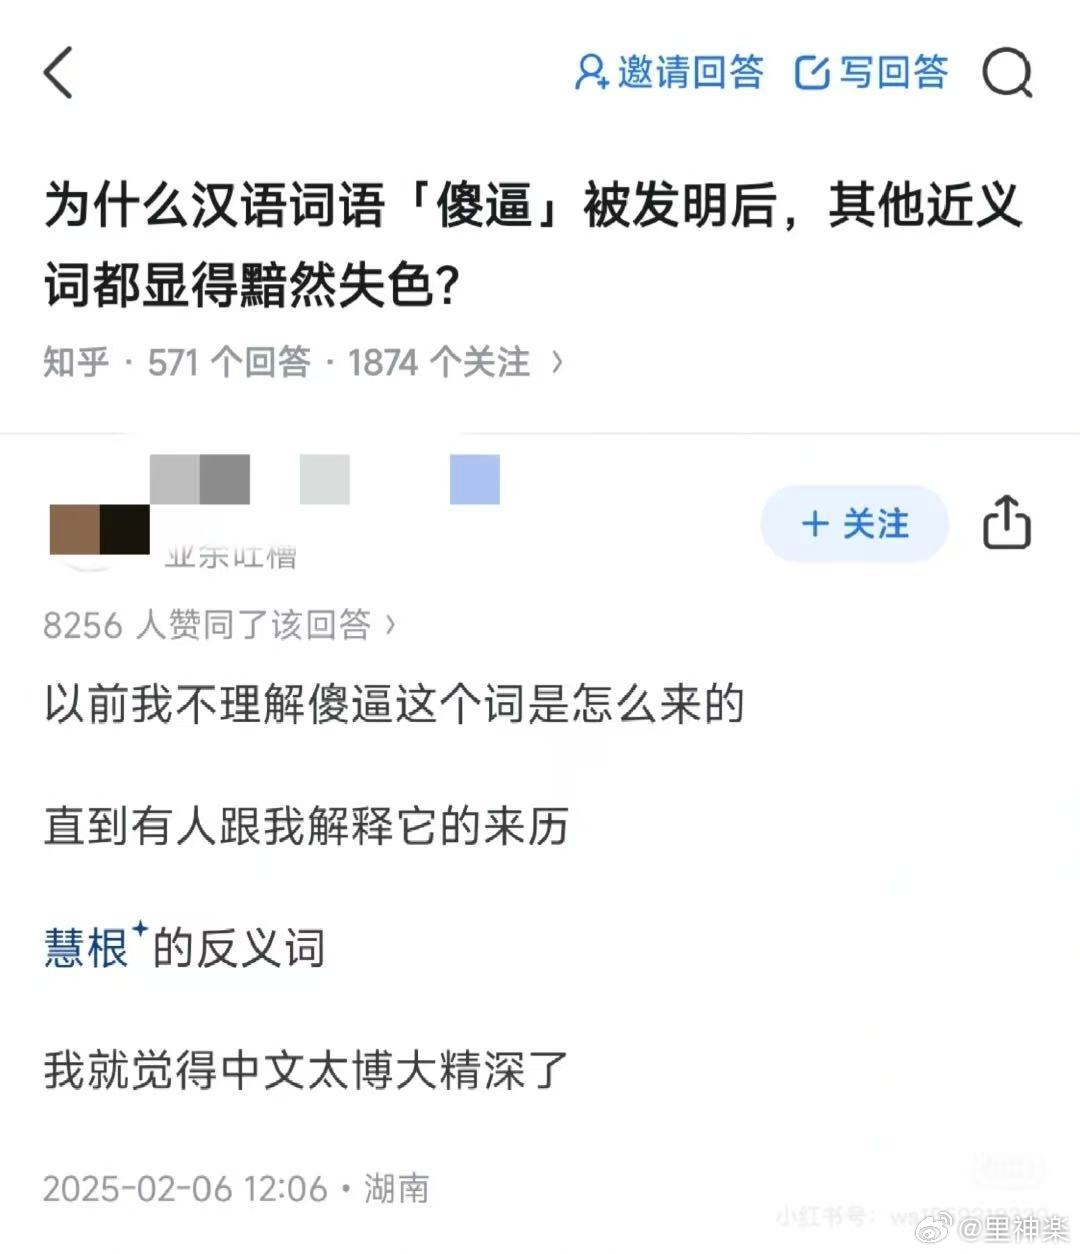 邀请回答 写回答
为什么汉语词语「傻逼」被发明后，其他近义
词都显得黯然失色？
知乎 · 571 个回答 · 1874 个关注 >
+ 关注
吐槽
8256 人赞同了该回答 >
以前我不理解傻逼这个词是怎么来的
直到有人跟我解释它的来历
慧根的反义词
我就觉得中文太博大精深了
2025-02-06 12:06 · 湖南
小红书号：
@里神楽